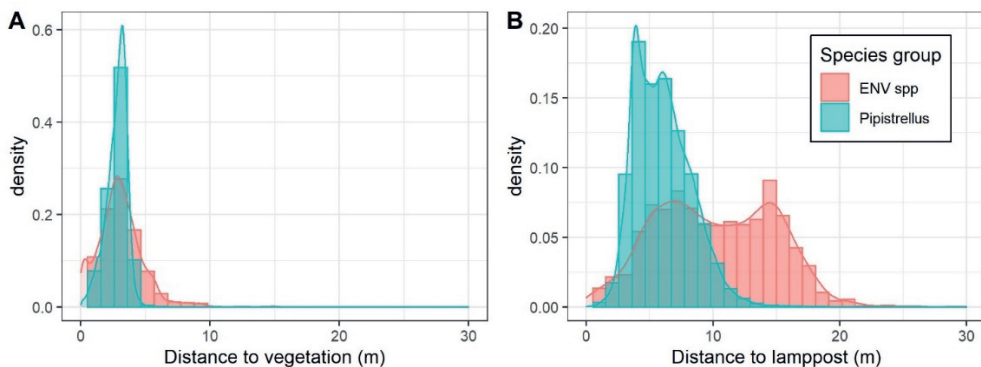 A
density
0.6
0.4
0.2
0.0
0
10
20
30
Distance to vegetation (m)
B
density
0.20
0.15
0.10
0.05
0.00
0
10
20
30
Distance to lamppost (m)
Species group
ENV spp
Pipistrellus